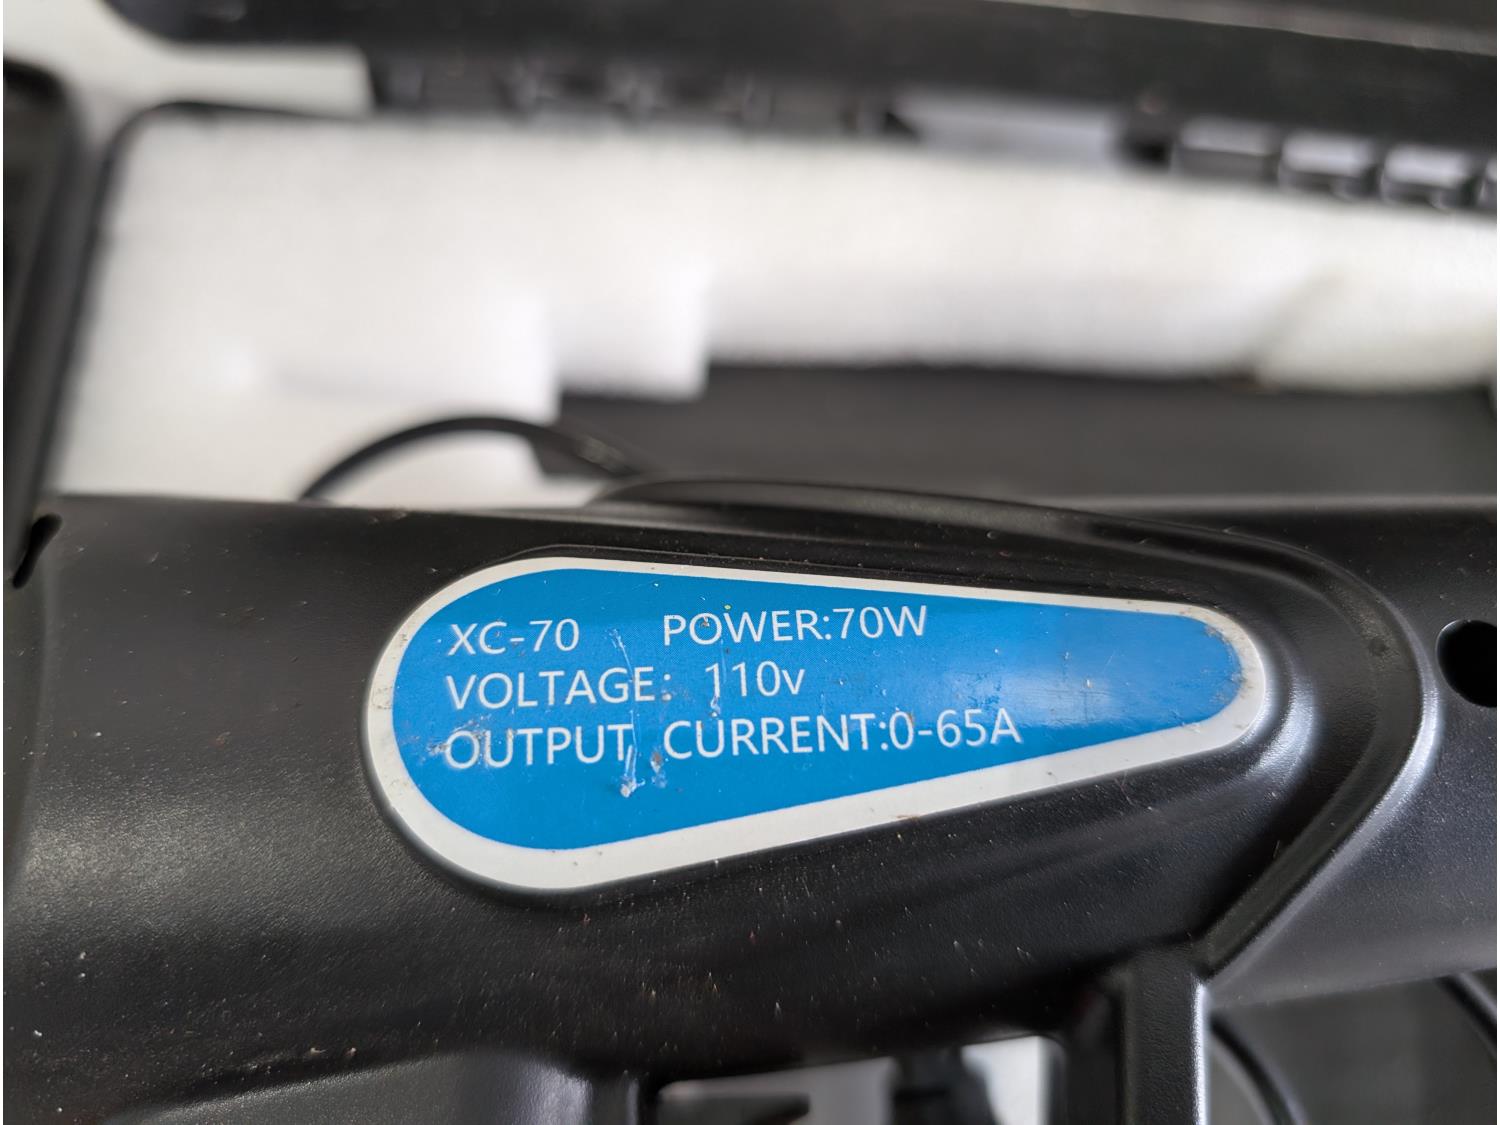 XC-70 POWER:70W
VOLTAGE: 110v
OUTPUT CURRENT:0-65A